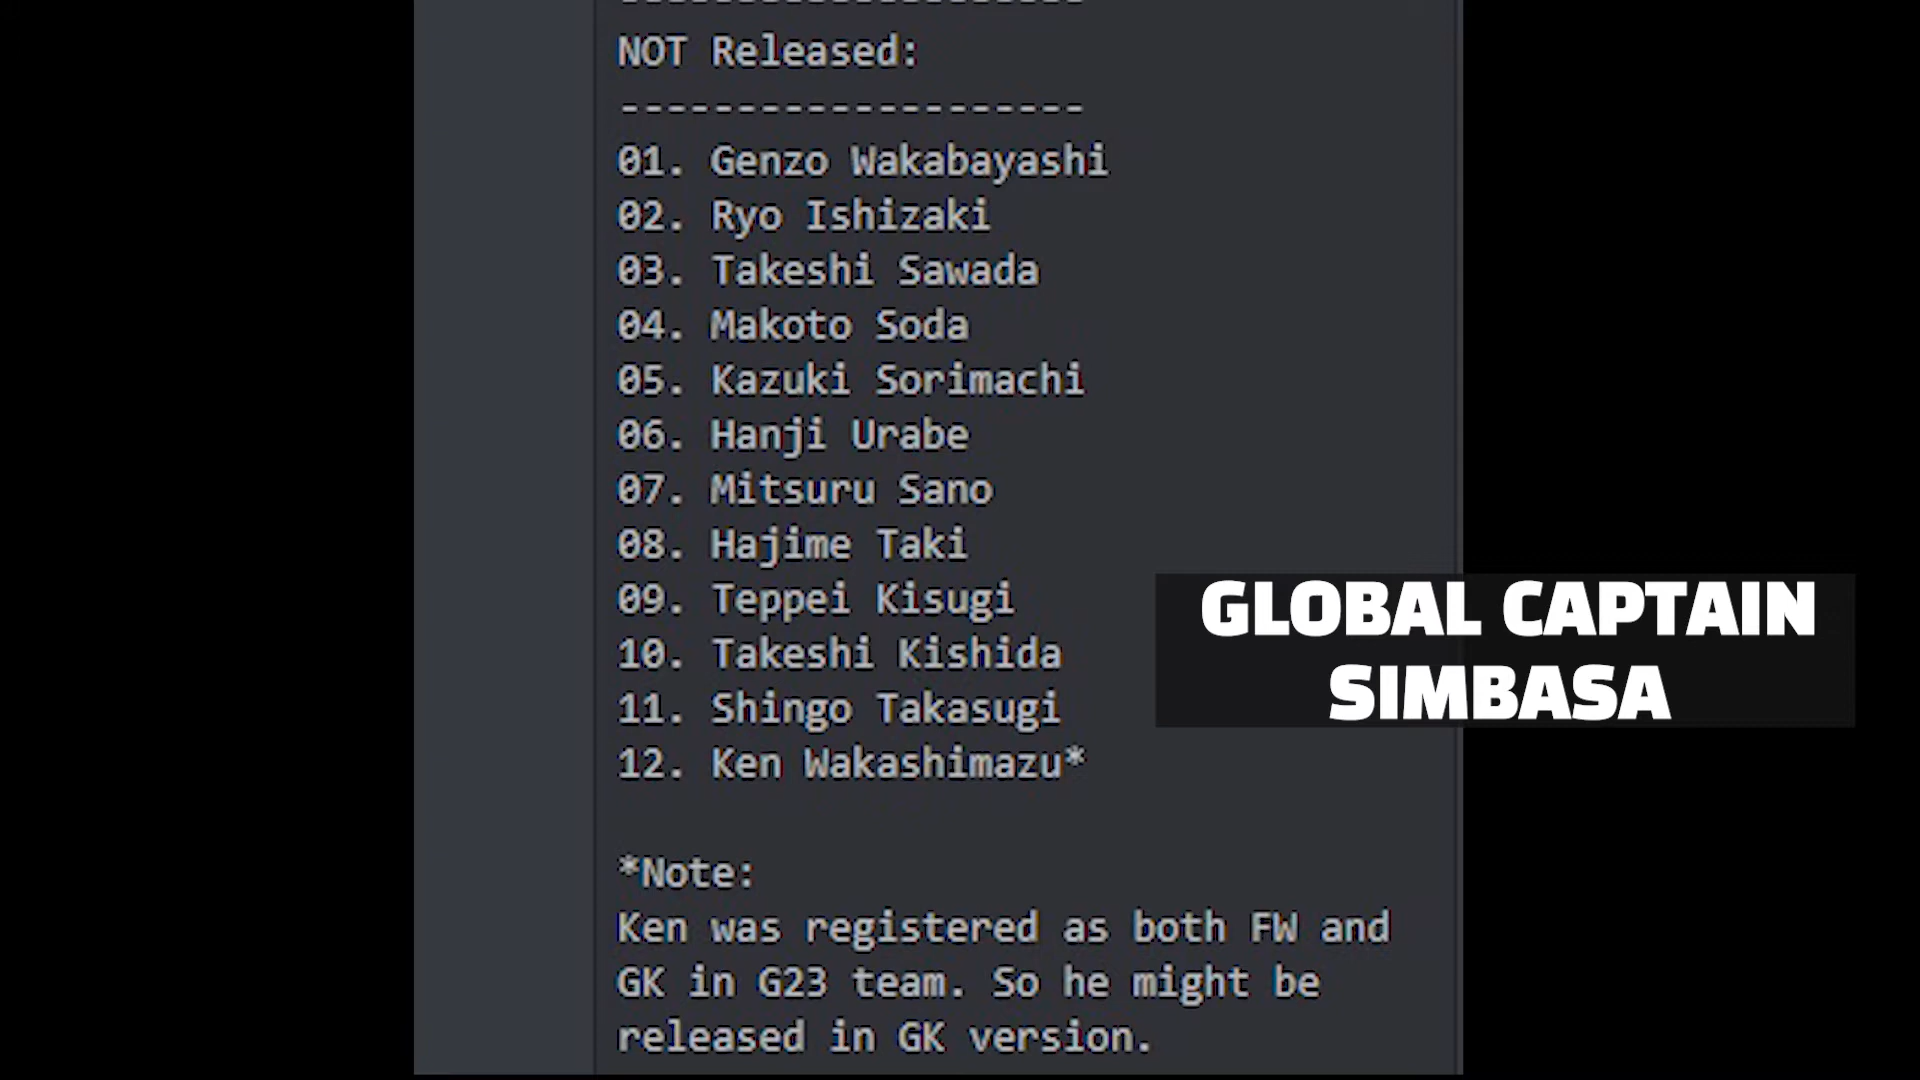 NOT Released:
--------------------
01. Genzo Wakabayashi
02. Ryo Ishizaki
03. Takeshi Sawada
04. Makoto Soda
05. Kazuki Sorimachi
06. Hanji Urabe
07. Mitsuru Sano
08. Hajime Taki
09. Teppei Kisugi
10. Takeshi Kishida
11. Shingo Takasugi
12. Ken Wakashimazu*
*Note:
Ken was registered as both FW and
GK in G23 team. So he might be
released in GK version.
GLOBAL CAPTAIN
SIMBASA